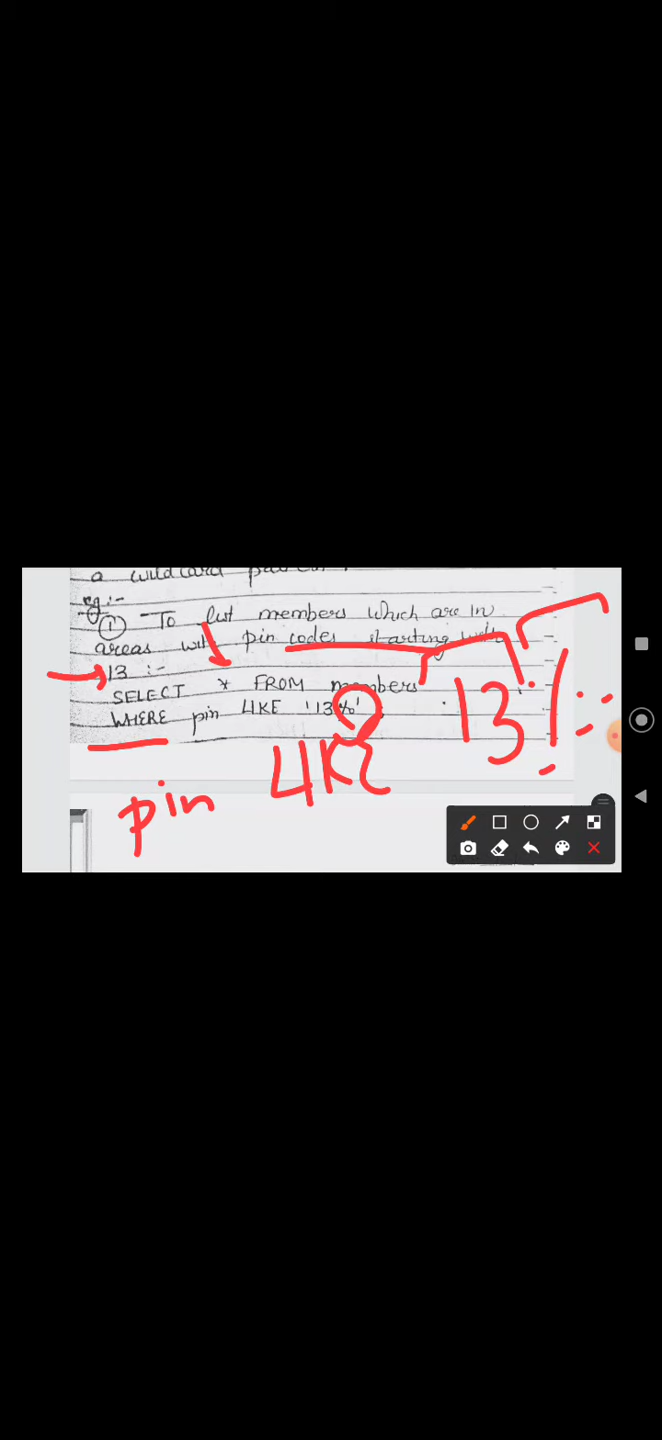 a wildcard
eg:-
① To list members which are in
areas with pin codes starting with
13 :-
SELECT * FROM members
WHERE pin LIKE '13%' ;
13%
pin LIKE